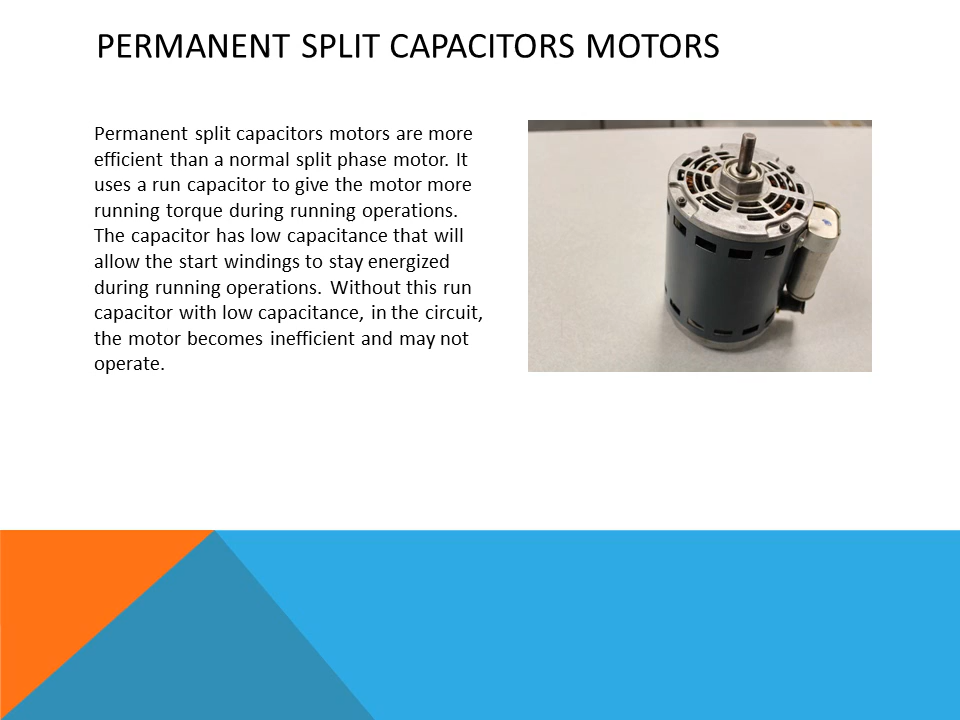 PERMANENT SPLIT CAPACITORS MOTORS
Permanent split capacitors motors are more
efficient than a normal split phase motor. It
uses a run capacitor to give the motor more
running torque during running operations.
The capacitor has low capacitance that will
allow the start windings to stay energized
during running operations. Without this run
capacitor with low capacitance, in the circuit,
the motor becomes inefficient and may not
operate.